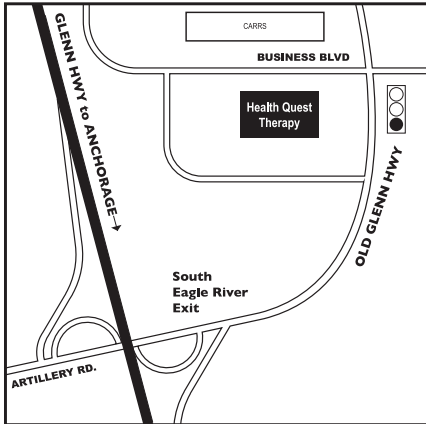 CARRS
BUSINESS BLVD
GLENN HWY to ANCHORAGE→
Health Quest
Therapy
OLD GLENN HWY
South
Eagle River
Exit
ARTILLERY RD.